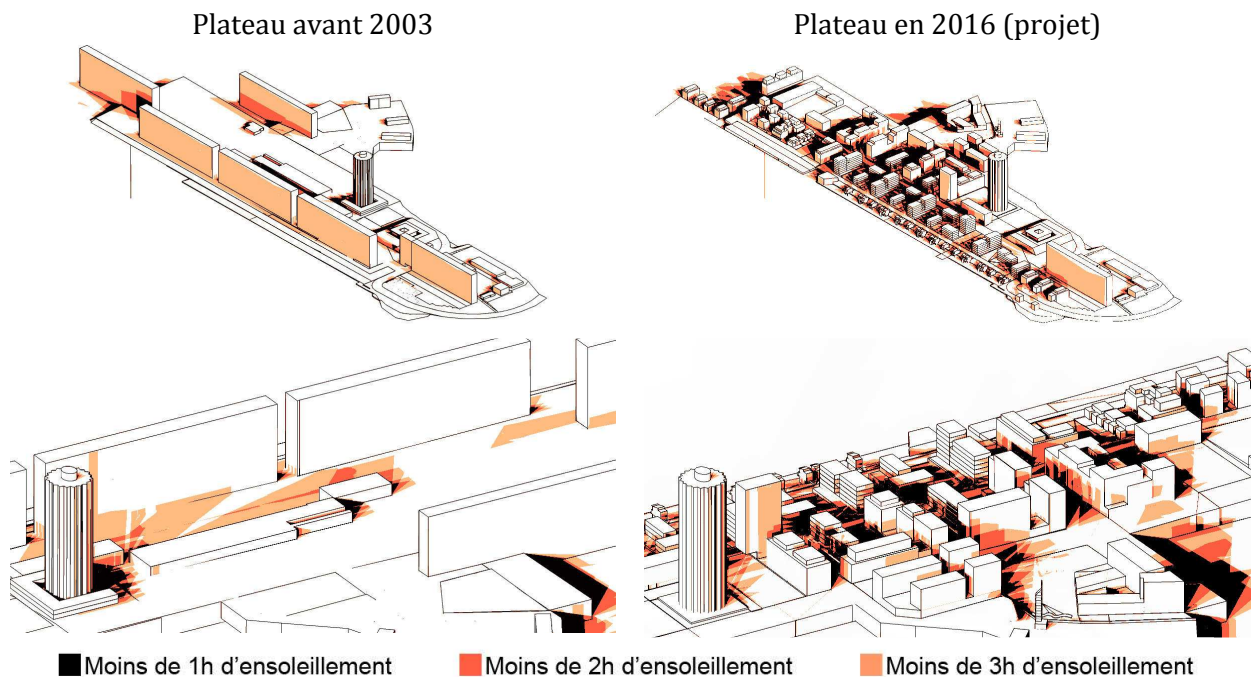 Plateau avant 2003
Plateau en 2016 (projet)
Moins de 1h d'ensoleillement
Moins de 2h d'ensoleillement
Moins de 3h d'ensoleillement